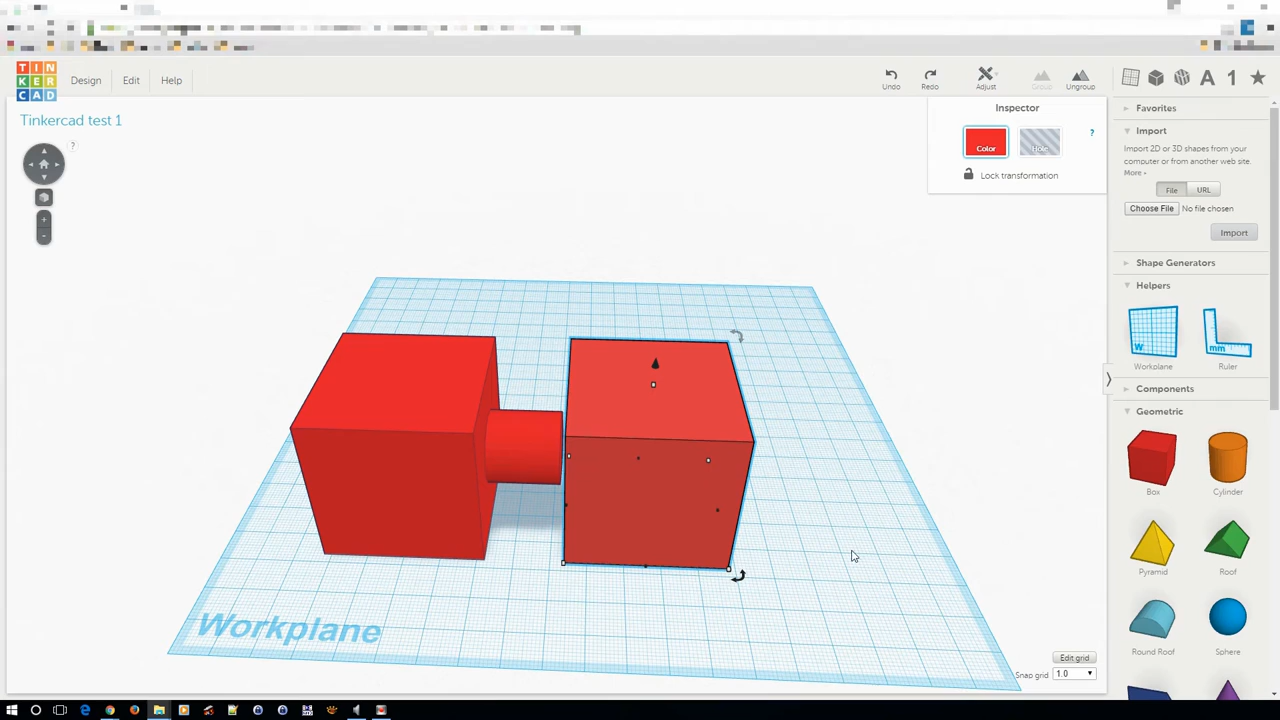 TIN
KER
CAD
Design Edit Help
Undo Redo Adjust Group Ungroup
A 1
Tinkercad test 1
?
Inspector
Color Hole ?
Lock transformation
Favorites
Import
Import 2D or 3D shapes from your
computer or from another web site.
More
File URL
Choose File No file chosen
Import
Shape Generators
Helpers
W mm
Workplane Ruler
Components
Geometric
Box Cylinder
Pyramid Roof
Round Roof Sphere
Workplane
Edit grid
Snap grid 1.0